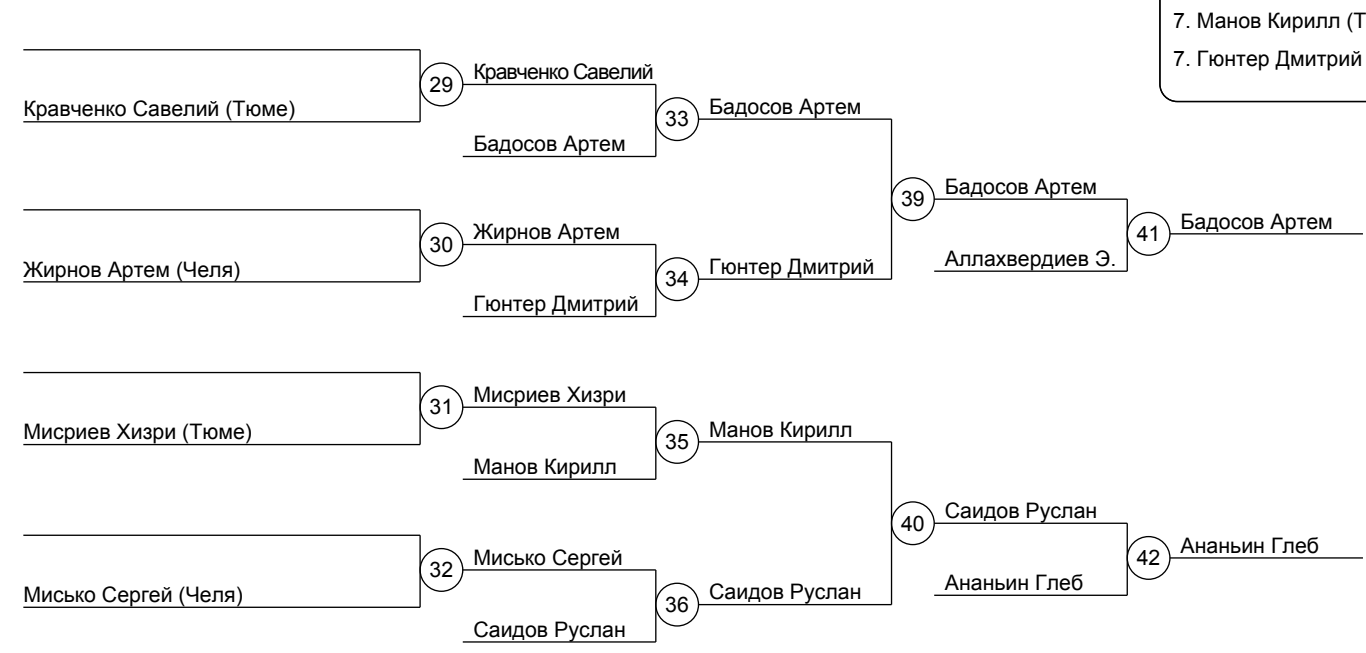 7. Манов Кирилл (Т
7. Гюнтер Дмитрий
29
Кравченко Савелий
Кравченко Савелий (Тюме)
33
Бадосов Артем
Бадосов Артем
39
Бадосов Артем
30
Жирнов Артем
Жирнов Артем (Челя)
34
Гюнтер Дмитрий
Гюнтер Дмитрий
Аллахвердиев Э.
41
Бадосов Артем
31
Мисриев Хизри
Мисриев Хизри (Тюме)
35
Манов Кирилл
Манов Кирилл
40
Саидов Руслан
32
Мисько Сергей
Мисько Сергей (Челя)
36
Саидов Руслан
Саидов Руслан
Ананьин Глеб
42
Ананьин Глеб